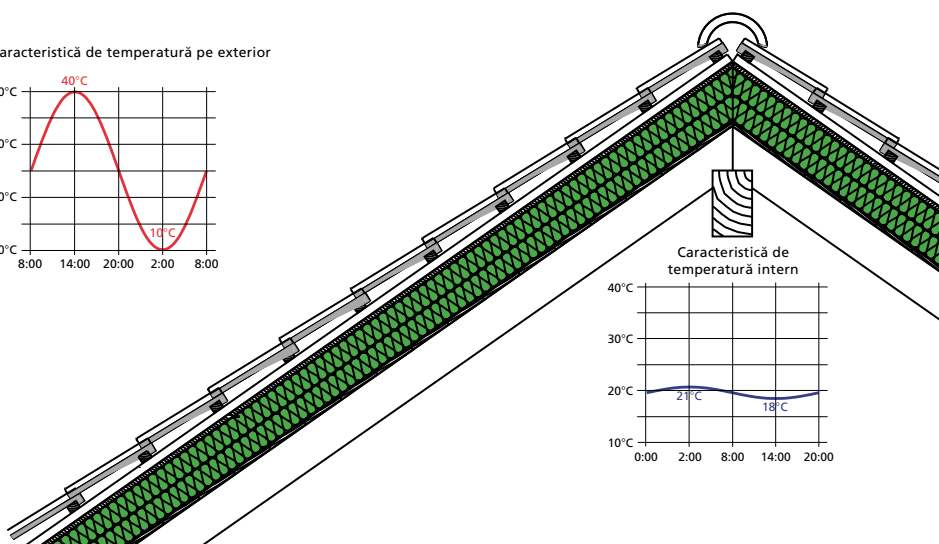 aracteristică de temperatură pe exterior
40°C
0°C
0°C
0°C
10°C
0°C
8:00 14:00 20:00 2:00 8:00
Caracteristică de
temperatură intern
40°C
30°C
20°C
21°C
18°C
10°C
0:00 2:00 8:00 14:00 20:00